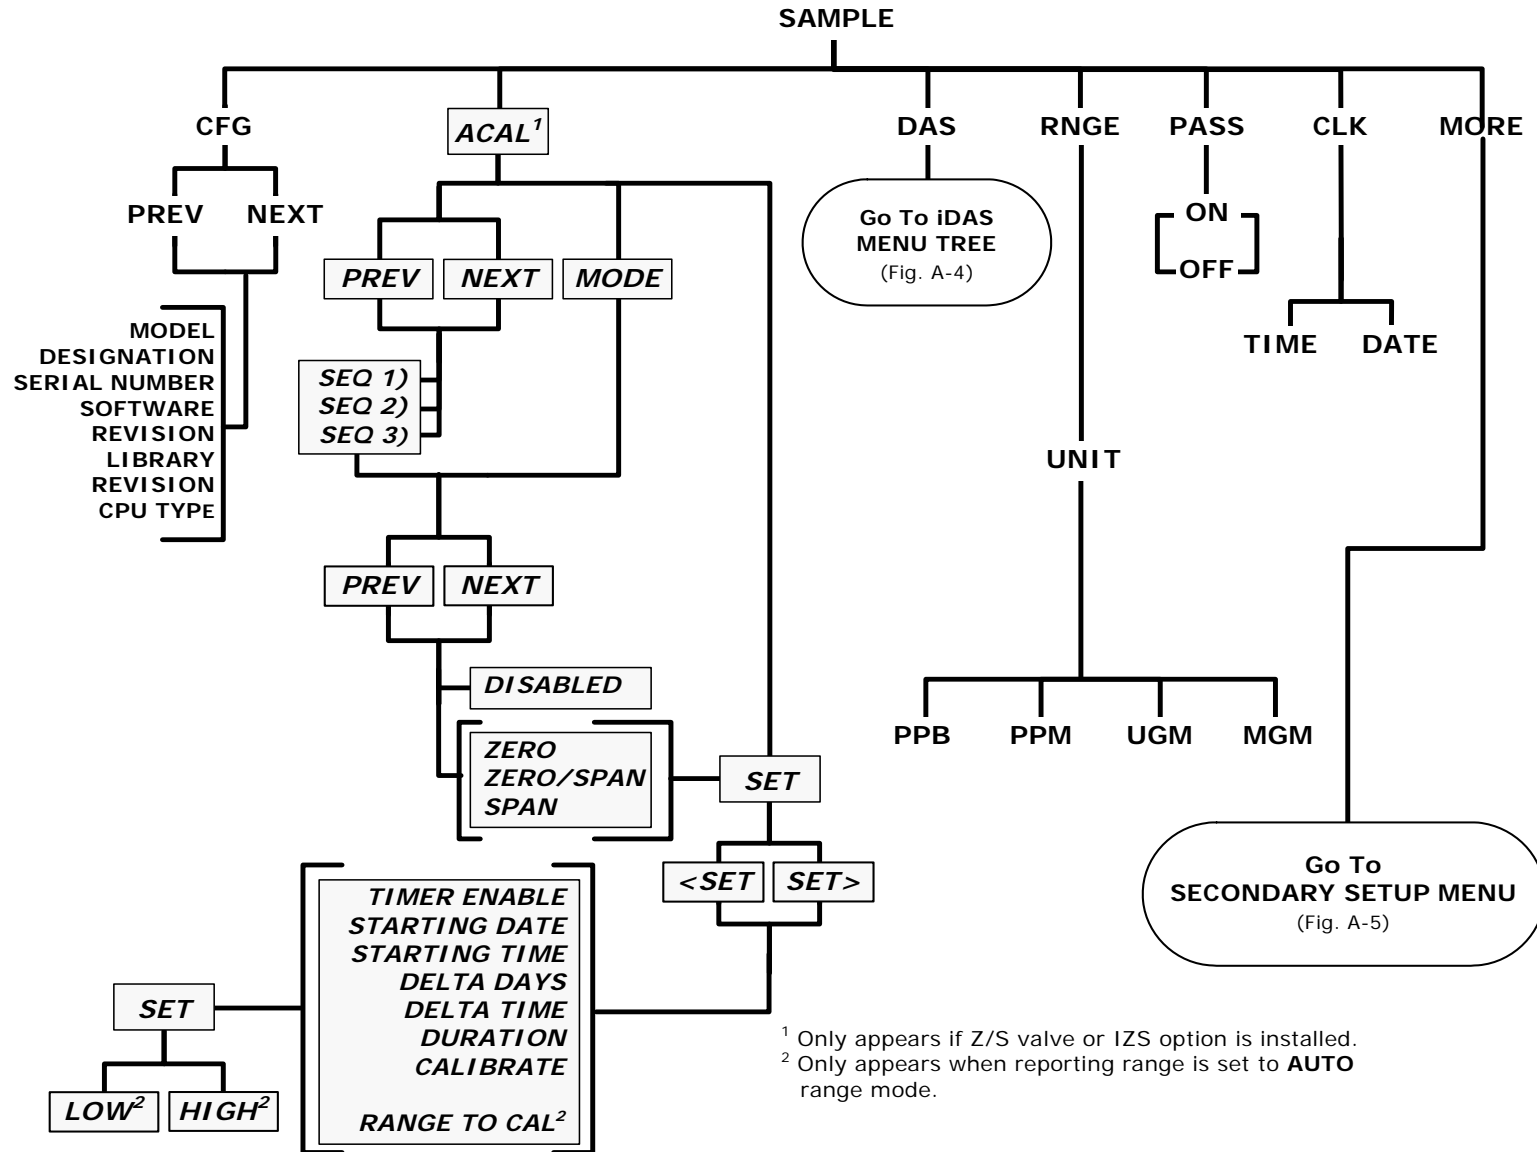 SAMPLE
CFG
ACAL1
DAS
RNGE
PASS
CLK
MORE
PREV
NEXT
Go To iDAS
MENU TREE
(Fig. A-4)
ON
OFF
PREV
NEXT
MODE
TIME
DATE
MODEL
DESIGNATION
SERIAL NUMBER
SOFTWARE
REVISION
LIBRARY
REVISION
CPU TYPE
SEQ 1)
SEQ 2)
SEQ 3)
UNIT
PREV
NEXT
DISABLED
ZERO
ZERO/SPAN
SPAN
SET
PPB
PPM
UGM
MGM
<SET
SET>
Go To
SECONDARY SETUP MENU
(Fig. A-5)
TIMER ENABLE
STARTING DATE
STARTING TIME
DELTA DAYS
DELTA TIME
DURATION
CALIBRATE
RANGE TO CAL2
SET
LOW2
HIGH2
1 Only appears if Z/S valve or IZS option is installed.
2 Only appears when reporting range is set to AUTO
range mode.